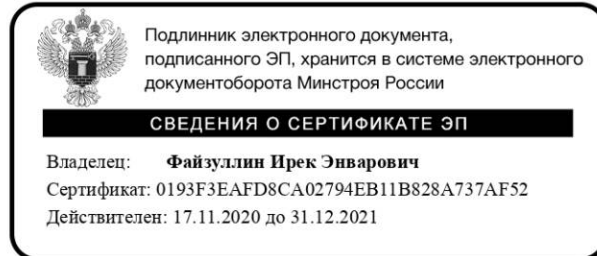 Подлинник электронного документа,
подписанного ЭП, хранится в системе электронного
документоборота Минстроя России
СВЕДЕНИЯ О СЕРТИФИКАТЕ ЭП
Владелец: Файзуллин Ирек Энварович
Сертификат: 0193F3EAFD8CA02794EB11B828A737AF52
Действителен: 17.11.2020 до 31.12.2021